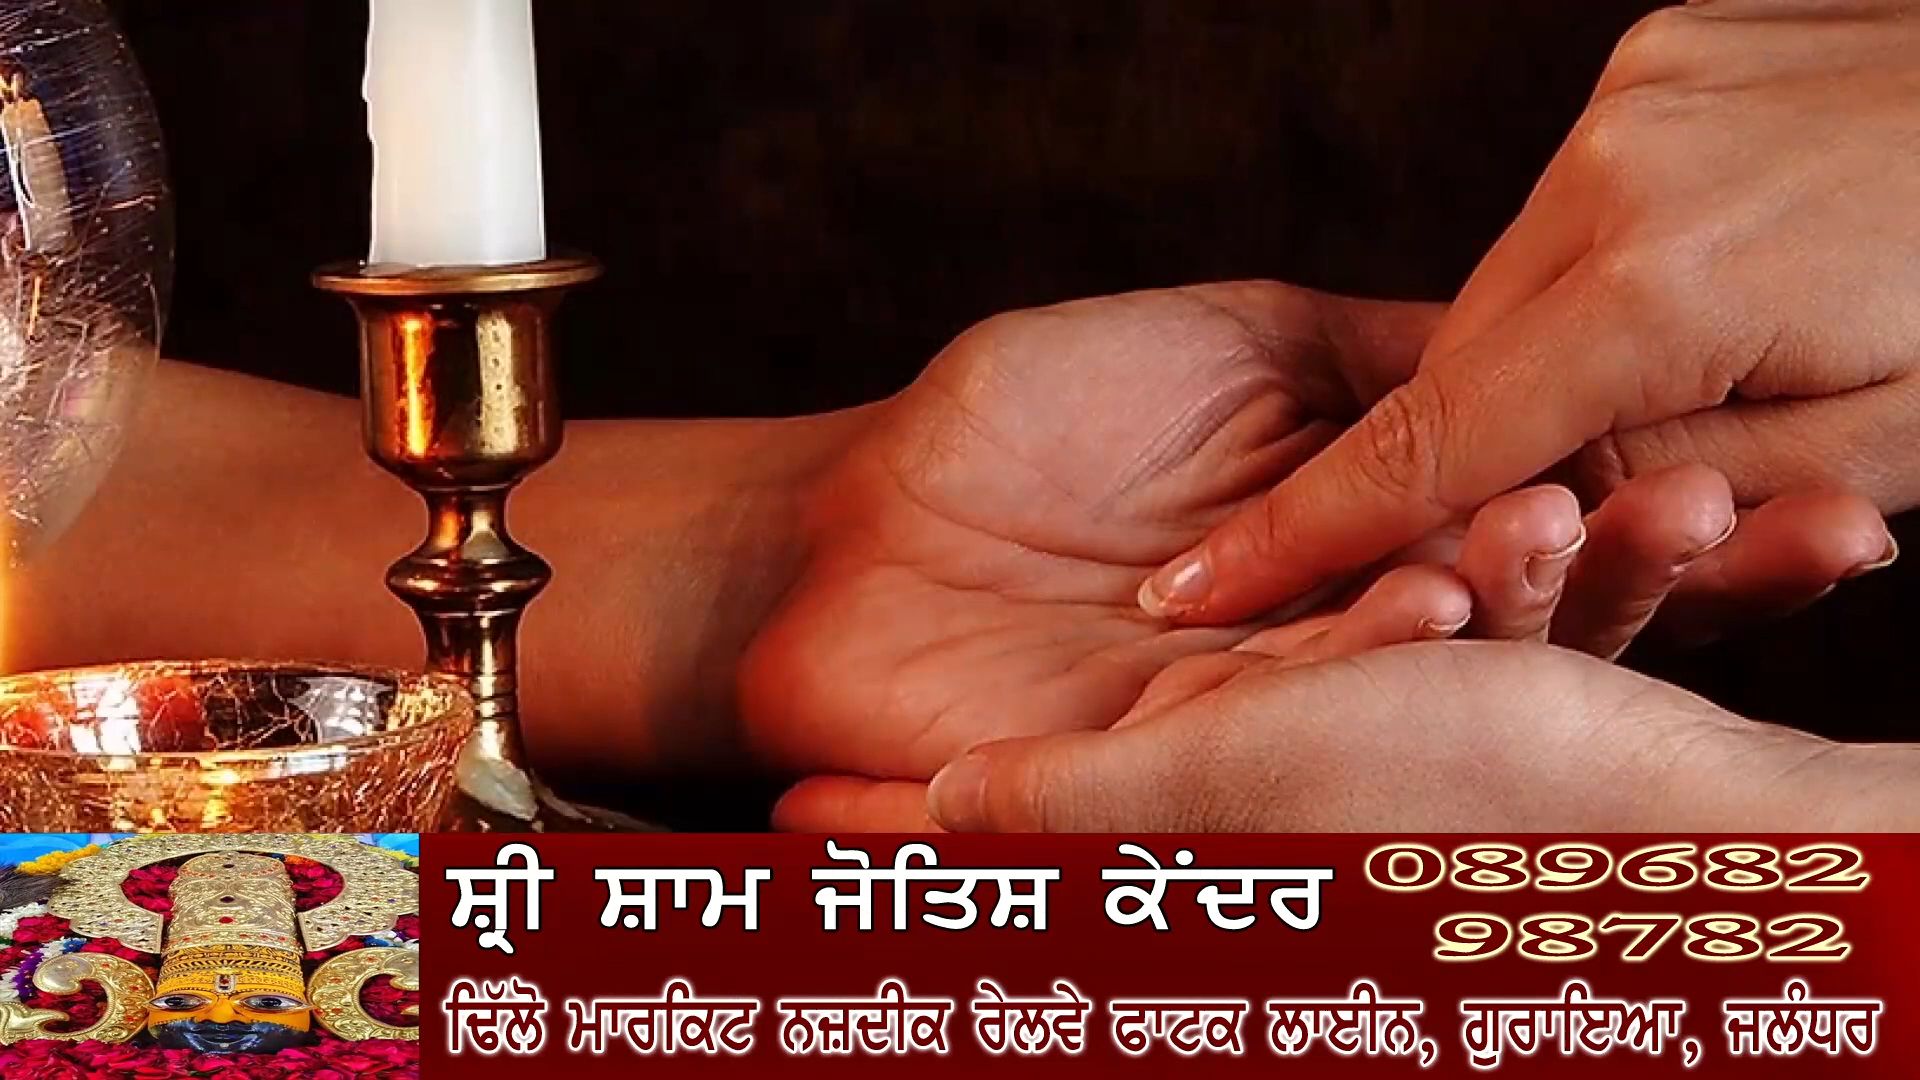 ਸ਼੍ਰੀ ਸ਼ਾਮ ਜੋਤਿਸ਼ ਕੇਂਦਰ
089682
98782
ਢਿੱਲੋ ਮਾਰਕਿਟ ਨਜ਼ਦੀਕ ਰੇਲਵੇ ਫਾਟਕ ਲਾਈਨ, ਗੁਰਾਇਆ, ਜਲੰਧਰ